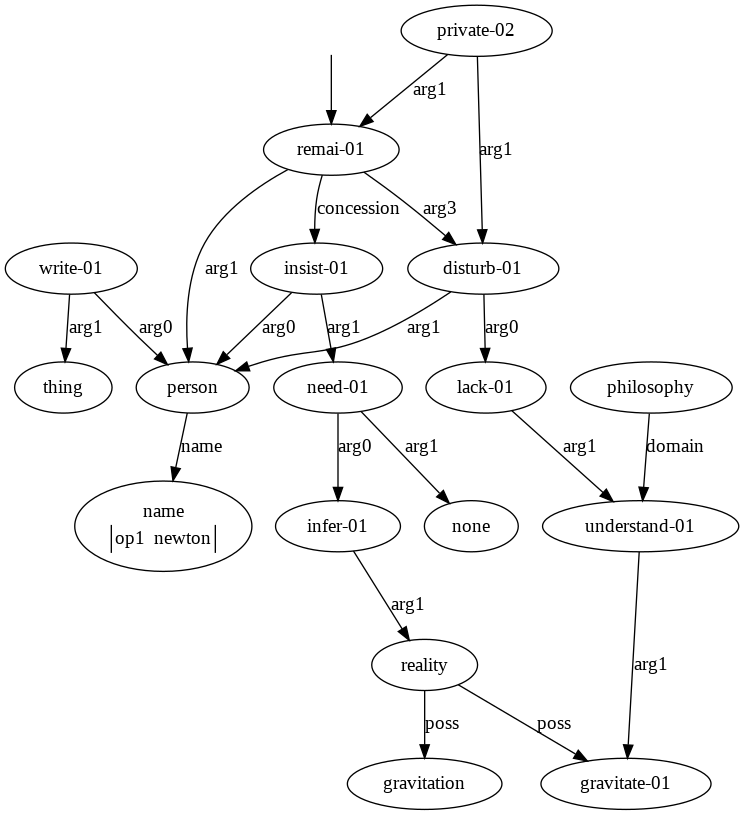 private-02
arg1
remai-01
arg1
concession
arg3
write-01
arg1
insist-01
disturb-01
arg1
arg0
arg0
arg1
arg1
arg0
thing
person
need-01
lack-01
philosophy
name
arg0
arg1
arg1
domain
name
op1 newton
infer-01
none
understand-01
arg1
reality
arg1
poss
poss
gravitation
gravitate-01